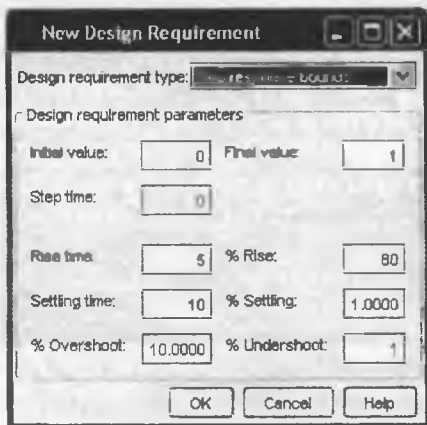 New Design Requirement
Design requirement type: bound
Design requirement parameters
Initial value: 0 Final value: 1
Step time: 0
Rise time: 5 % Rise: 80
Settling time: 10 % Settling: 1.0000
% Overshoot: 10.0000 % Undershoot: 1
OK Cancel Help